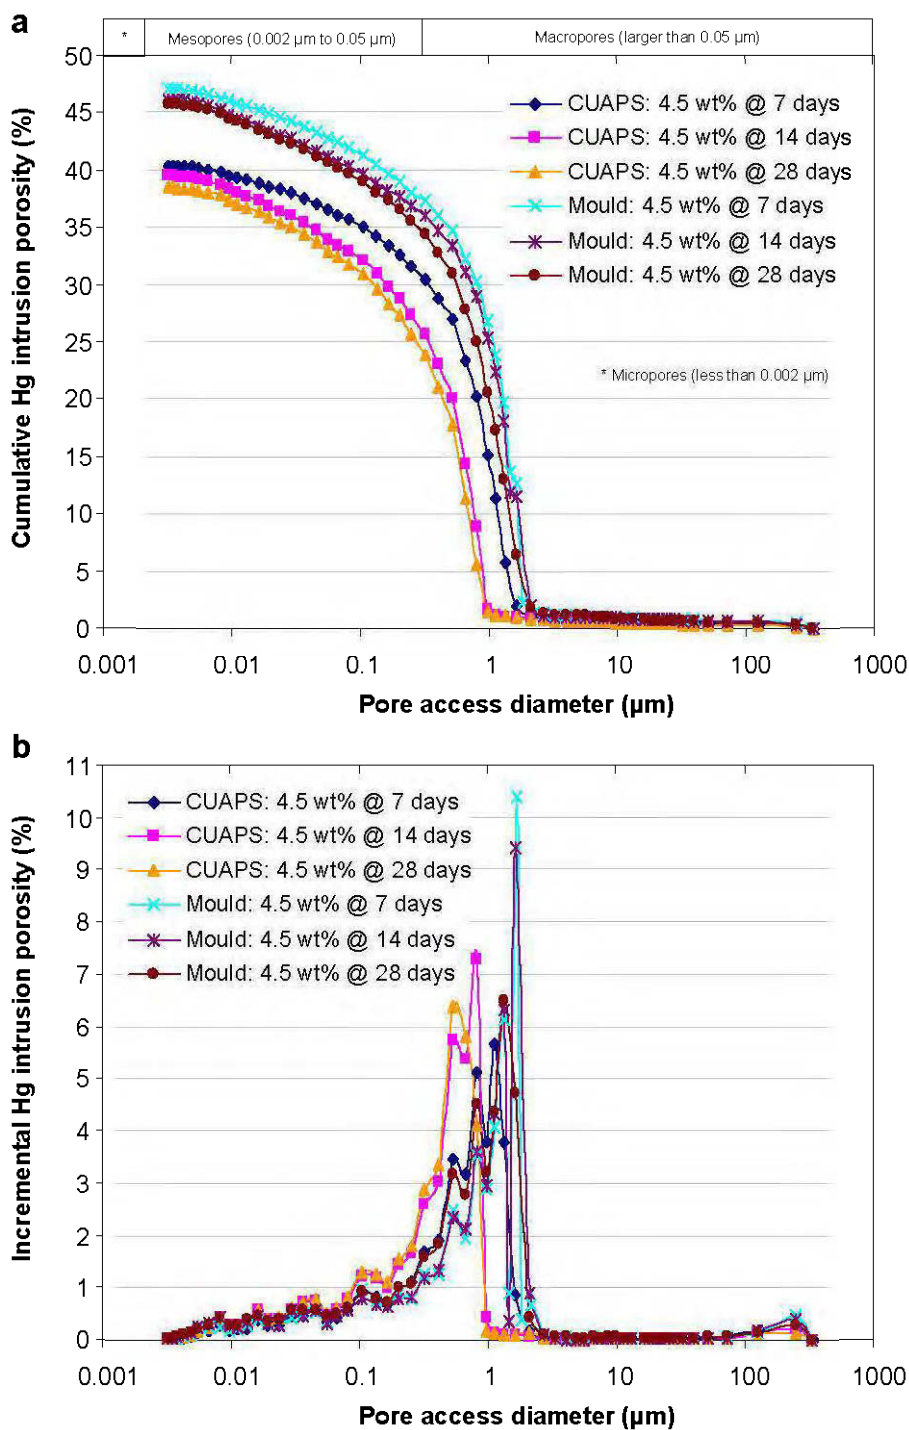 a
* Mesopores (0.002 µm to 0.05 µm) Macropores (larger than 0.05 µm)
50
45
40
35
30
25
20
15
10
5
0
Cumulative Hg intrusion porosity (%)
CUAPS: 4.5 wt% @ 7 days
CUAPS: 4.5 wt% @ 14 days
CUAPS: 4.5 wt% @ 28 days
Mould: 4.5 wt% @ 7 days
Mould: 4.5 wt% @ 14 days
Mould: 4.5 wt% @ 28 days
* Micropores (less than 0.002 µm)
0.001 0.01 0.1 1 10 100 1000
Pore access diameter (µm)
b
11
10
9
8
7
6
5
4
3
2
1
0
Incremental Hg intrusion porosity (%)
CUAPS: 4.5 wt% @ 7 days
CUAPS: 4.5 wt% @ 14 days
CUAPS: 4.5 wt% @ 28 days
Mould: 4.5 wt% @ 7 days
Mould: 4.5 wt% @ 14 days
Mould: 4.5 wt% @ 28 days
0.001 0.01 0.1 1 10 100 1000
Pore access diameter (µm)